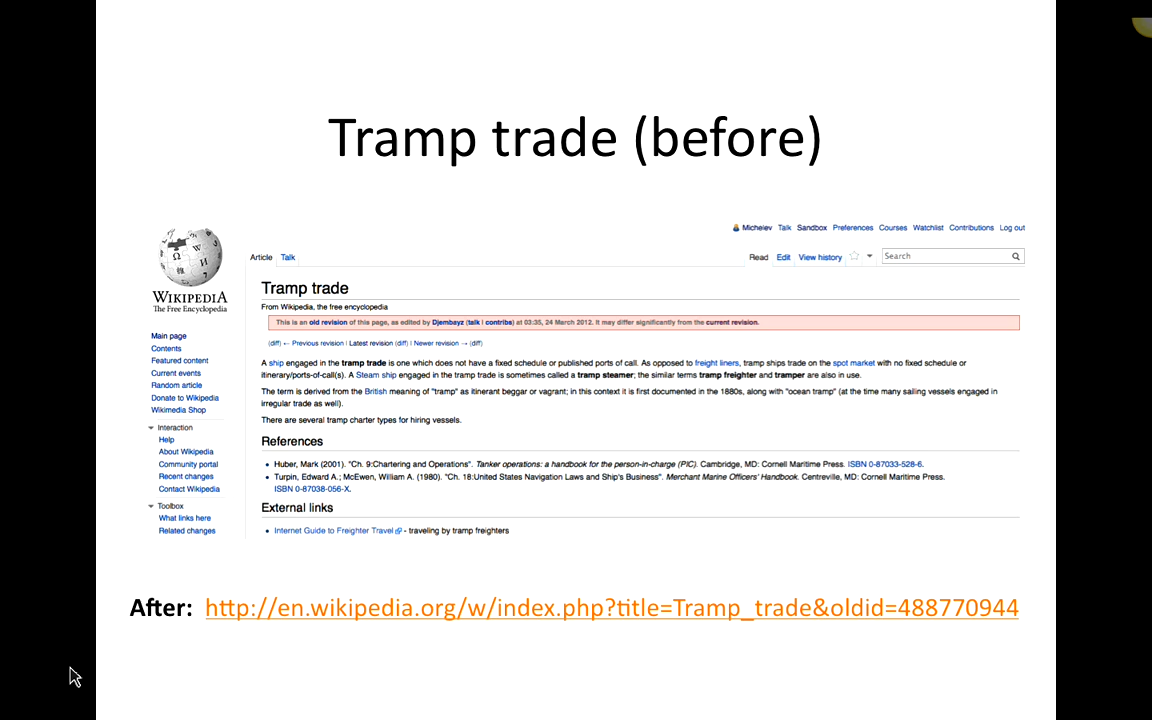 Tramp trade (before)
Micheiev Talk Sandbox Preferences Courses Watchlist Contributions Log out
Article Talk
Read Edit View history Search
WIKIPEDIA
The Free Encyclopedia
Main page
Contents
Featured content
Current events
Random article
Donate to Wikipedia
Wikimedia Shop
Interaction
Help
About Wikipedia
Community portal
Recent changes
Contact Wikipedia
Toolbox
What links here
Related changes
Tramp trade
From Wikipedia, the free encyclopedia
This is an old revision of this page, as edited by Djembayz (talk | contribs) at 03:35, 24 March 2012. It may differ significantly from the current revision.
(diff) ← Previous revision | Latest revision (diff) | Newer revision → (diff)
A ship engaged in the tramp trade is one which does not have a fixed schedule or published ports of call. As opposed to freight liners, tramp ships trade on the spot market with no fixed schedule or
itinerary/ports-of-call(s). A Steam ship engaged in the tramp trade is sometimes called a tramp steamer; the similar terms tramp freighter and tramper are also in use.
The term is derived from the British meaning of "tramp" as itinerant beggar or vagrant; in this context it is first documented in the 1880s, along with "ocean tramp" (at the time many sailing vessels engaged in
irregular trade as well).
There are several tramp charter types for hiring vessels.
References
• Huber, Mark (2001). "Ch. 9:Chartering and Operations". Tanker operations: a handbook for the person-in-charge (PIC). Cambridge, MD: Cornell Maritime Press. ISBN 0-87033-528-6.
• Turpin, Edward A.; McEwen, William A. (1980). "Ch. 18:United States Navigation Laws and Ship's Business". Merchant Marine Officers' Handbook. Centreville, MD: Cornell Maritime Press.
ISBN 0-87038-056-X.
External links
• Internet Guide to Freighter Travel - traveling by tramp freighters
After: http://en.wikipedia.org/w/index.php?title=Tramp_trade&oldid=488770944